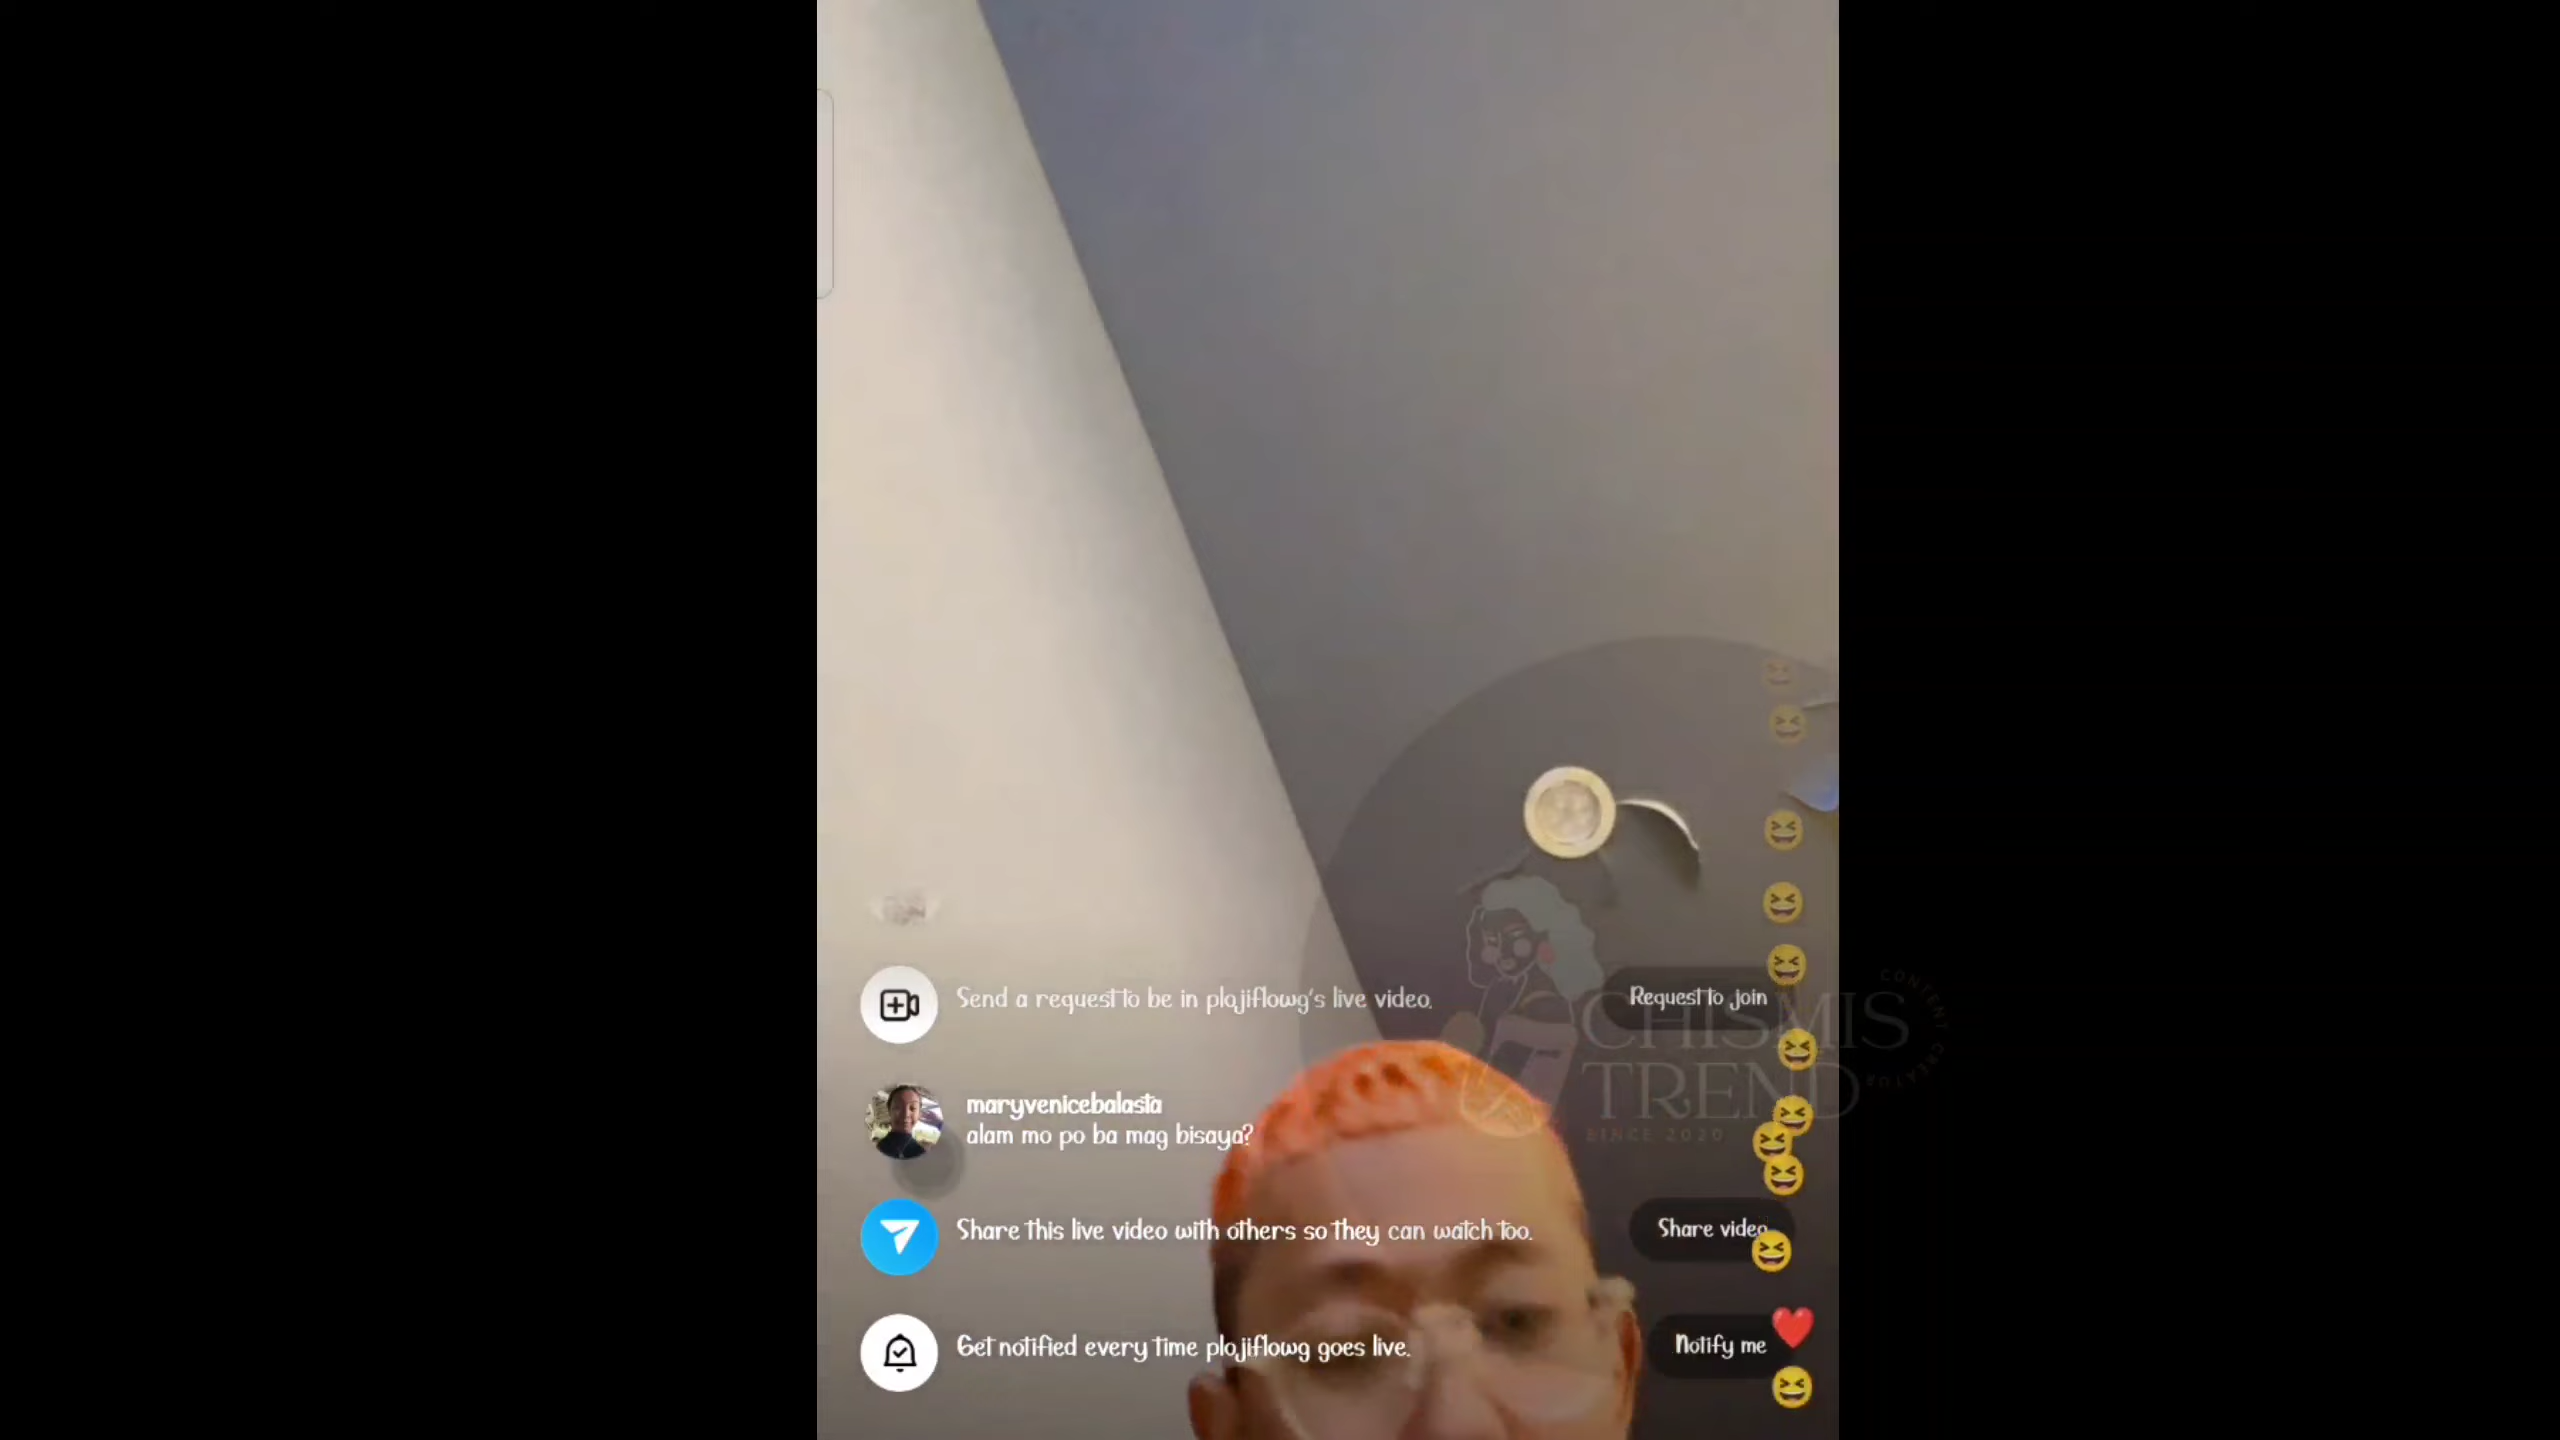 Send a request to be in plojiflowg's live video.
Request to join
CHISMIS
TREND
SINCE 2020
CONTENT CREATOR
maryvenicebalasta
alam mo po ba mag bisaya?
Share this live video with others so they can watch too.
Share video
Get notified every time plojiflowg goes live.
Notify me